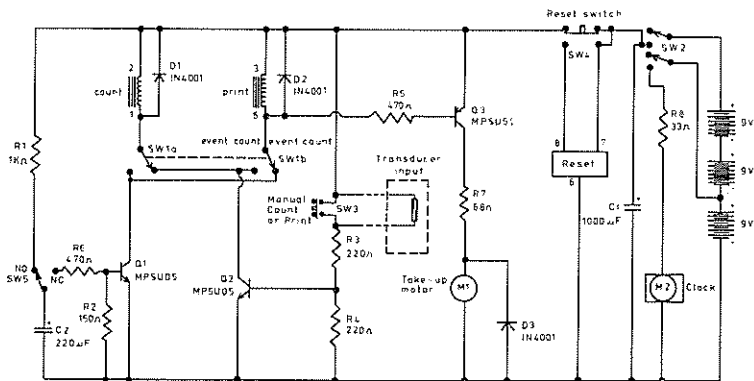 Reset switch
SW4
SW2
2
D1
IN4001
count
1
3
D2
IN4001
print
5
R5
470Ω
Q3
MPSU51
R1
1KΩ
event count
event count
SW1a
SW1b
Transducer
input
Manual
Count
or Print
SW3
8
7
Reset
6
R8
33Ω
9V
9V
9V
C1
1000µF
R7
68Ω
R6
470Ω
Q1
MPSU05
NO
SW5
NC
R2
150Ω
C2
220µF
Q2
MPSU05
R3
220Ω
R4
220Ω
Take-up
motor
M1
D3
IN4001
M2
Clock